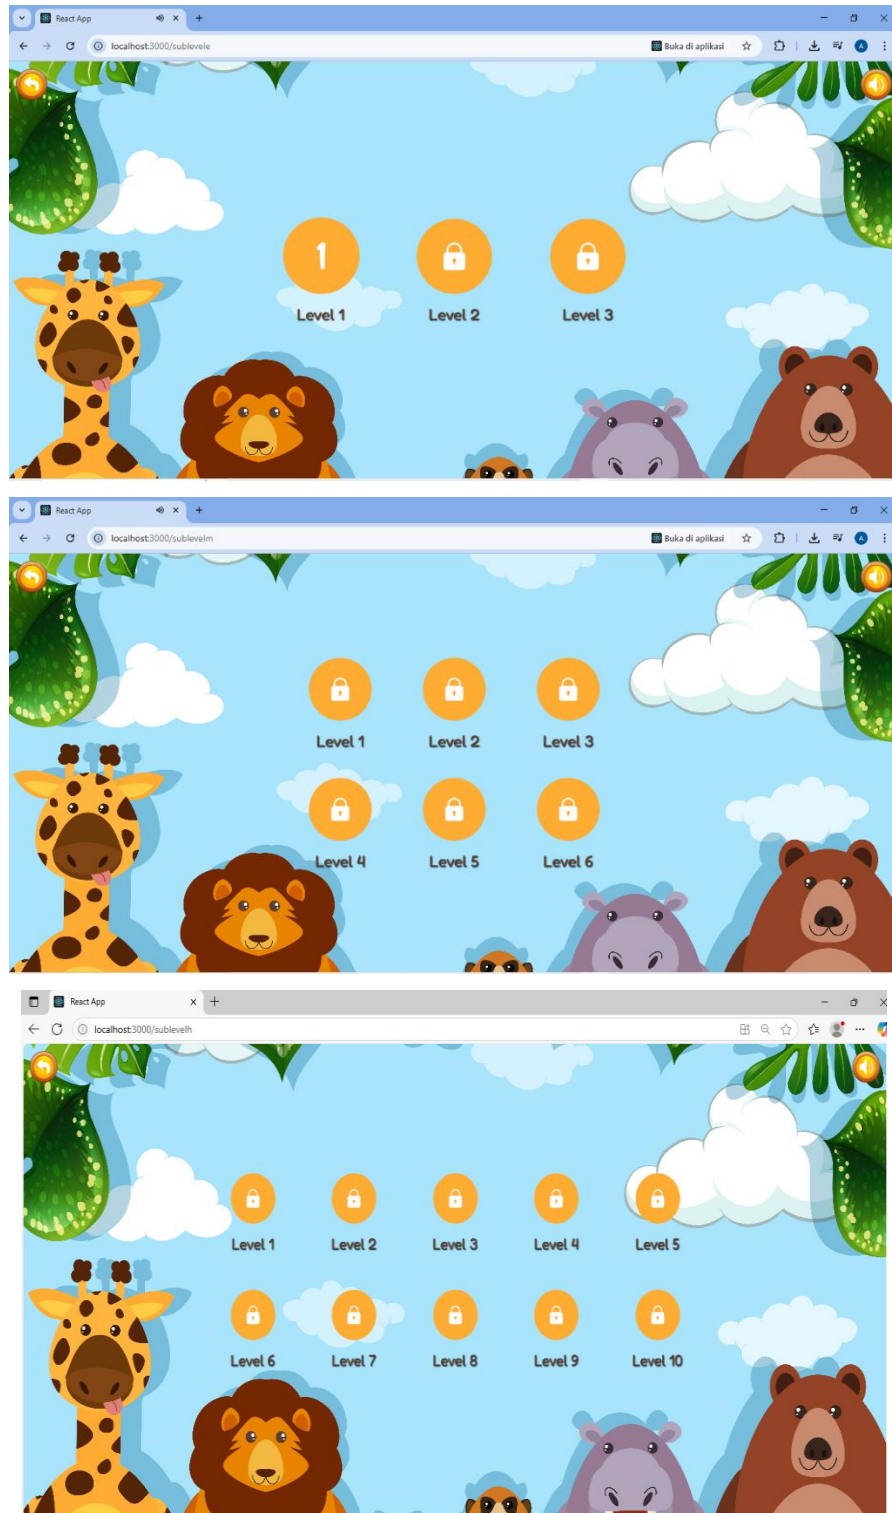 React App
localhost:3000/sublevele
Buka di aplikasi
A
1
Level 1 Level 2 Level 3
React App
localhost:3000/sublevelm
Buka di aplikasi
A
Level 1 Level 2 Level 3
Level 4 Level 5 Level 6
React App
localhost:3000/sublevelh
Level 1 Level 2 Level 3 Level 4 Level 5
Level 6 Level 7 Level 8 Level 9 Level 10